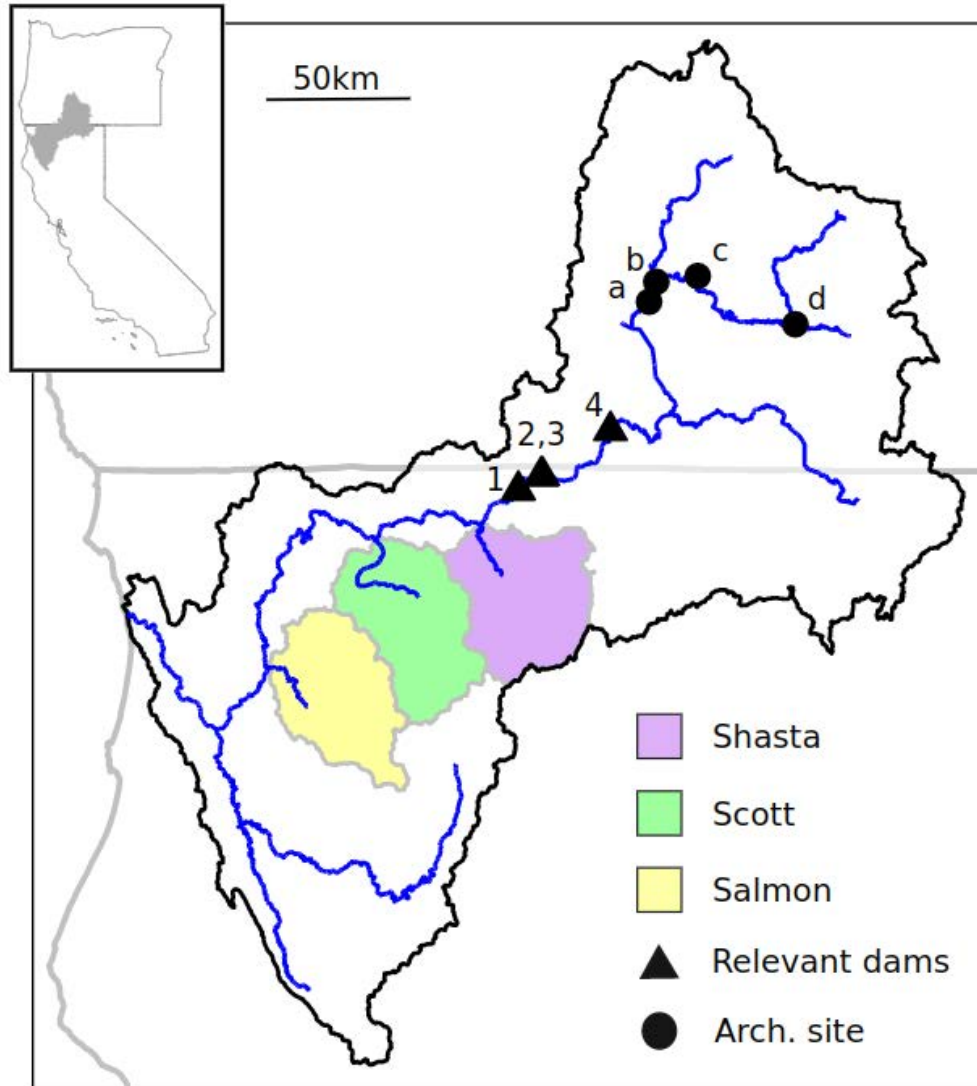 50km
c
b
a
d
4
2,3
1
Shasta
Scott
Salmon
Relevant dams
Arch. site